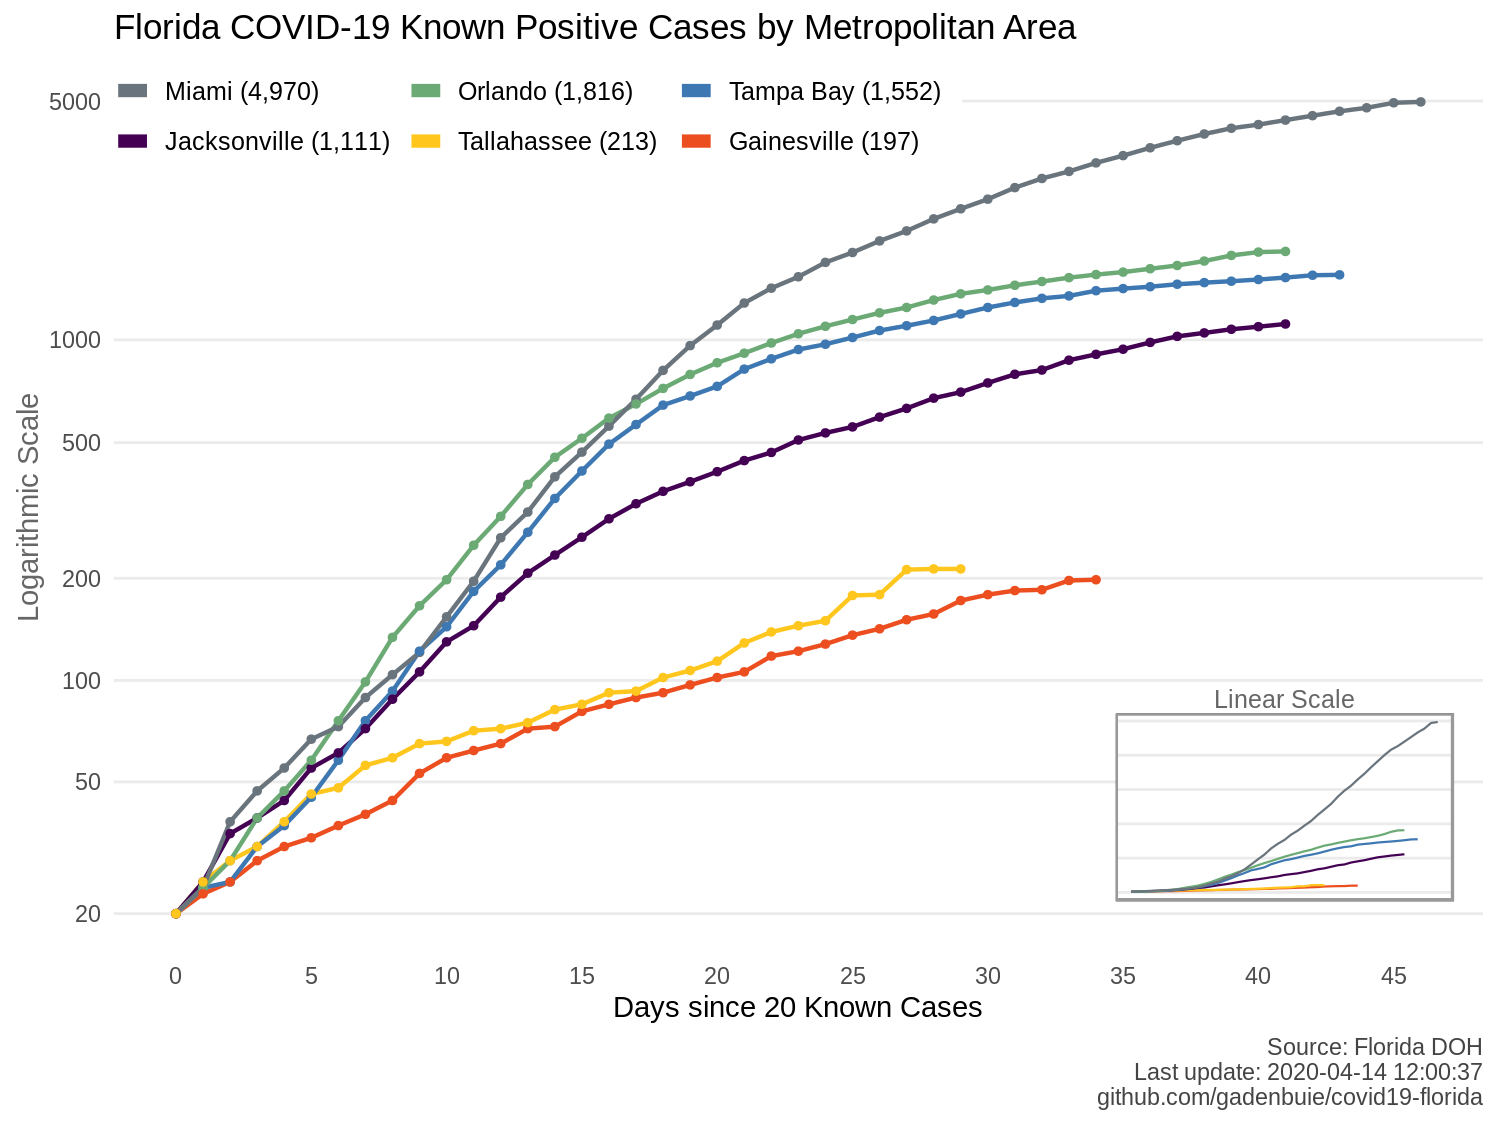 Florida COVID-19 Known Positive Cases by Metropolitan Area
Miami (4,970) Orlando (1,816) Tampa Bay (1,552)
Jacksonville (1,111) Tallahassee (213) Gainesville (197)
Logarithmic Scale
5000
1000
500
200
100
50
20
Linear Scale
0 5 10 15 20 25 30 35 40 45
Days since 20 Known Cases
Source: Florida DOH
Last update: 2020-04-14 12:00:37
github.com/gadenbuie/covid19-florida